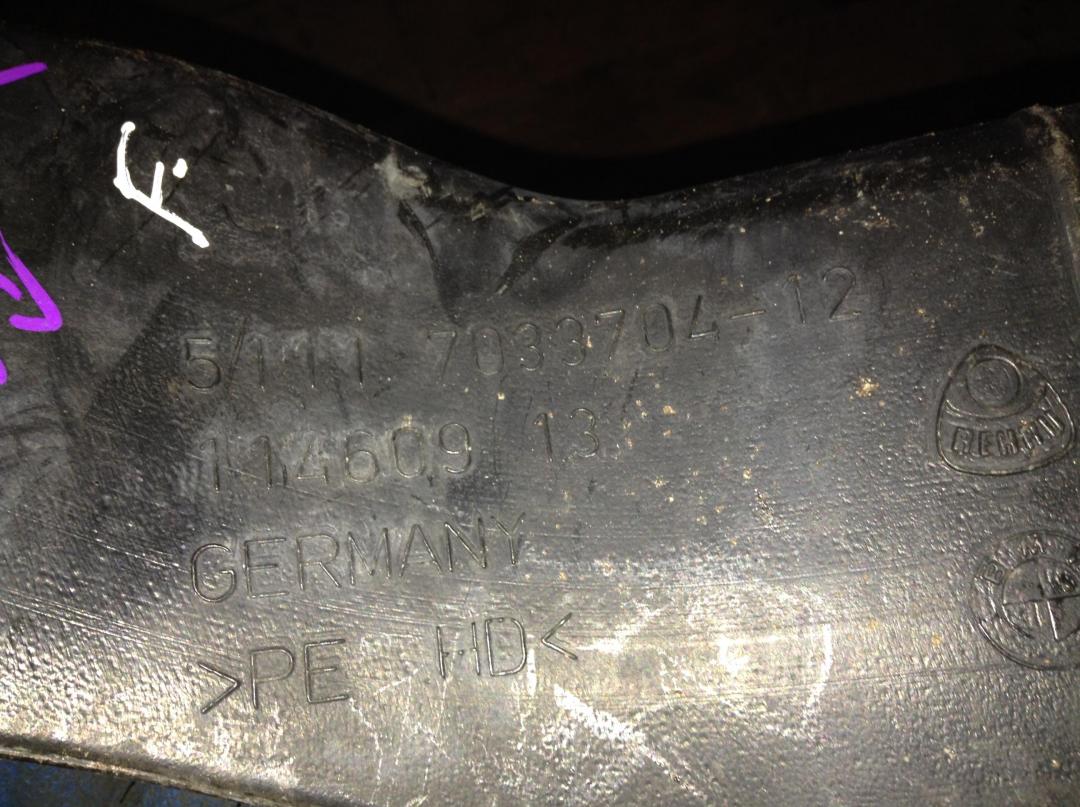 F.
5/111 7033704-12
114609 13
REHAU
GERMANY
>PE HD<